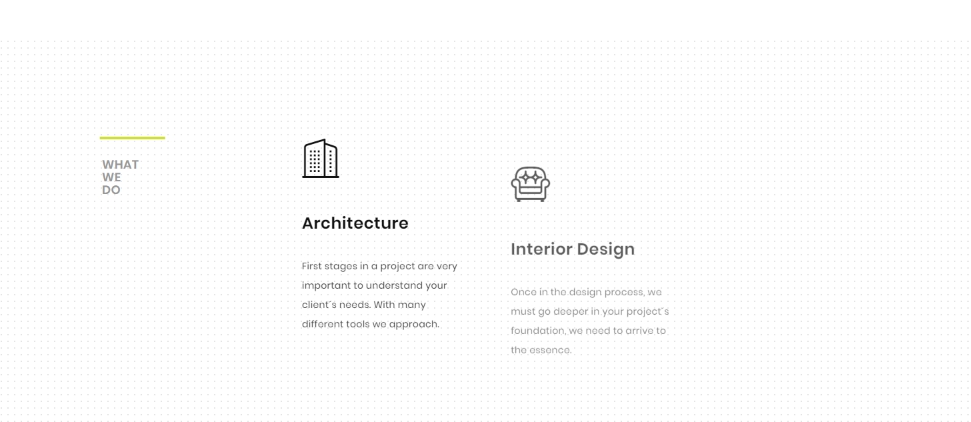 WHAT
WE
DO
Architecture
First stages in a project are very
important to understand your
client´s needs. With many
different tools we approach.
Interior Design
Once in the design process, we
must go deeper in your project´s
foundation, we need to arrive to
the essence.